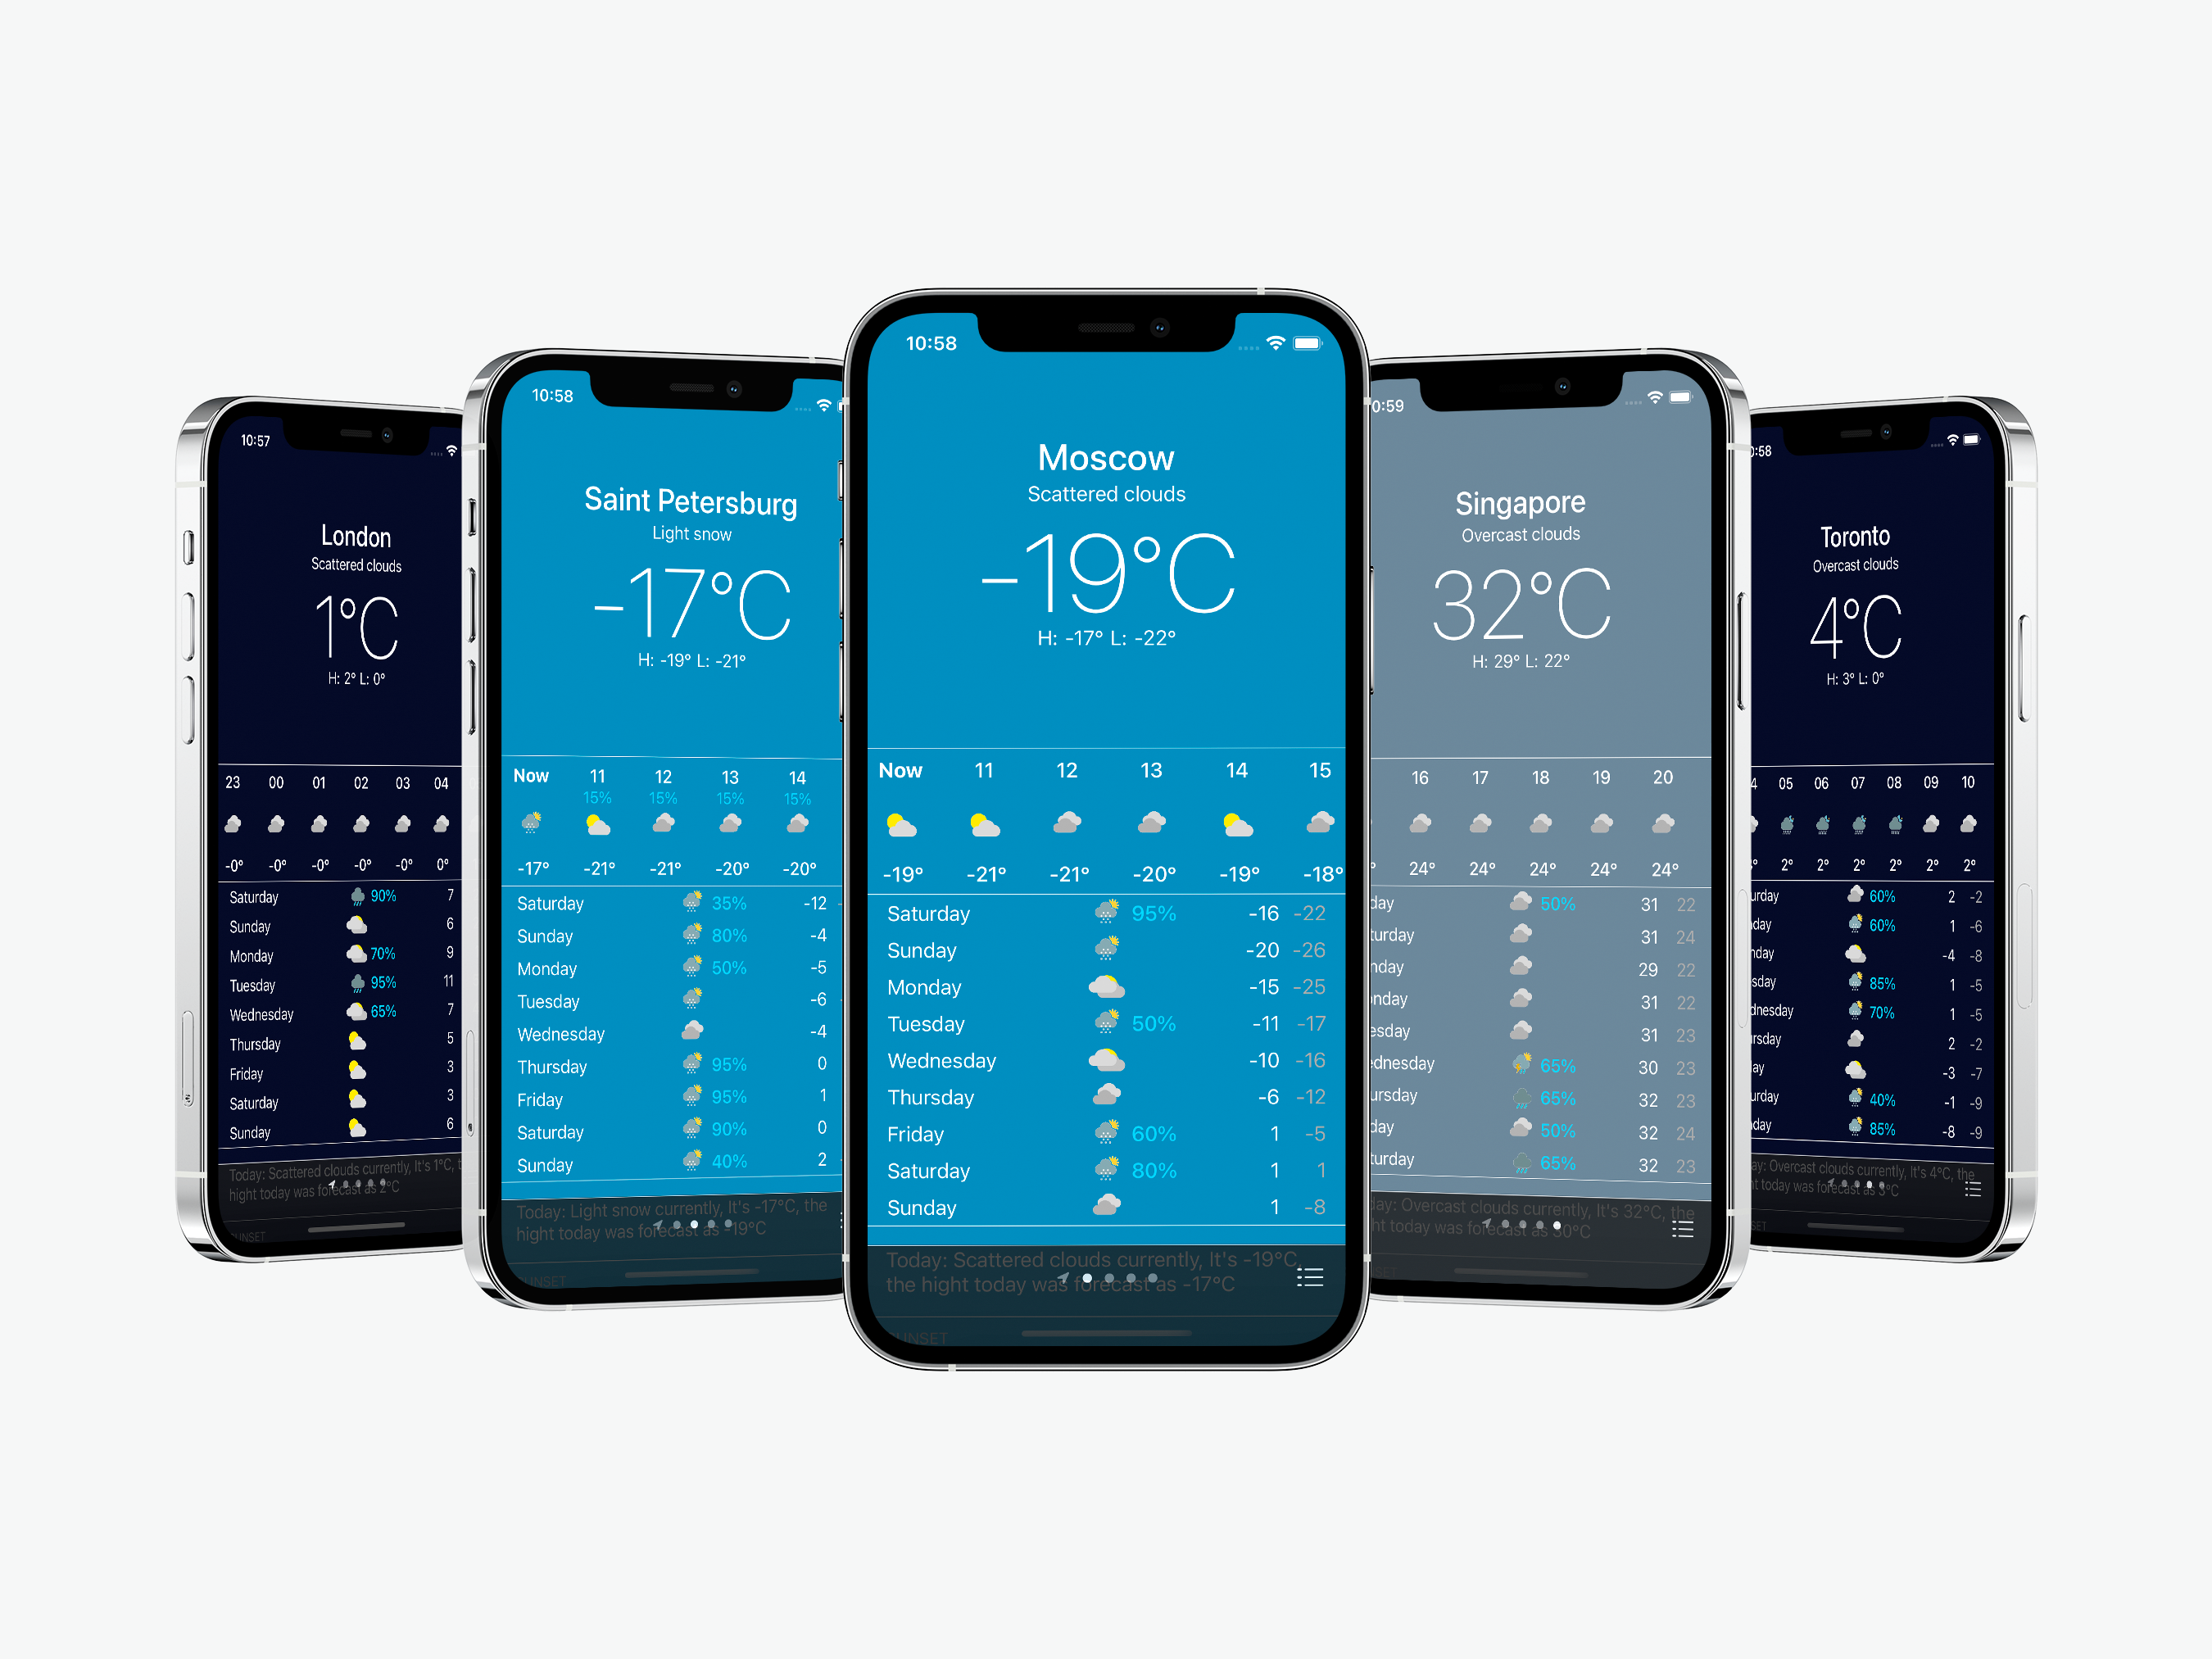 10:57
London
Scattered clouds
1°C
H: 2° L: 0°
23 00 01 02 03 04
-0° -0° -0° -0° -0° 0°
Saturday 90% 7
Sunday 6
Monday 70% 9
Tuesday 95% 11
Wednesday 65% 7
Thursday 5
Friday 3
Saturday 3
Sunday 6
Today: Scattered clouds currently, It's 1°C,
hight today was forecast as 2°C
10:58
Saint Petersburg
Light snow
-17°C
H: -19° L: -21°
Now 11 12 13 14
15% 15% 15% 15%
-17° -21° -21° -20° -20°
Saturday 35% -12
Sunday 80% -4
Monday 50% -5
Tuesday -6
Wednesday -4
Thursday 95% 0
Friday 95% 1
Saturday 90% 0
Sunday 40% 2
Today: Light snow currently, It's -17°C, the
hight today was forecast as -19°C
10:58
Moscow
Scattered clouds
-19°C
H: -17° L: -22°
Now 11 12 13 14 15
-19° -21° -21° -20° -19° -18°
Saturday 95% -16 -22
Sunday -20 -26
Monday -15 -25
Tuesday 50% -11 -17
Wednesday -10 -16
Thursday -6 -12
Friday 60% 1 -5
Saturday 80% 1 1
Sunday 1 -8
Today: Scattered clouds currently, It's -19°C,
the hight today was forecast as -17°C
UNSET
0:59
Singapore
Overcast clouds
32°C
H: 29° L: 22°
16 17 18 19 20
24° 24° 24° 24° 24°
day 50% 31 22
turday 31 24
nday 29 22
onday 31 22
esday 31 23
ednesday 65% 30 23
ursday 65% 32 23
day 50% 32 24
turday 65% 32 23
day: Overcast clouds currently, It's 32°C, the
ht today was forecast as 30°C
:58
Toronto
Overcast clouds
4°C
H: 3° L: 0°
4 05 06 07 08 09 10
2° 2° 2° 2° 2° 2°
urday 60% 2 -2
day 60% 1 -6
nday -4 -8
sday 85% 1 -5
dnesday 70% 1 -5
rsday 2 -2
ay -3 -7
urday 40% -1 -9
day 85% -8 -9
ay: Overcast clouds currently, It's 4°C, the
ht today was forecast as 3°C